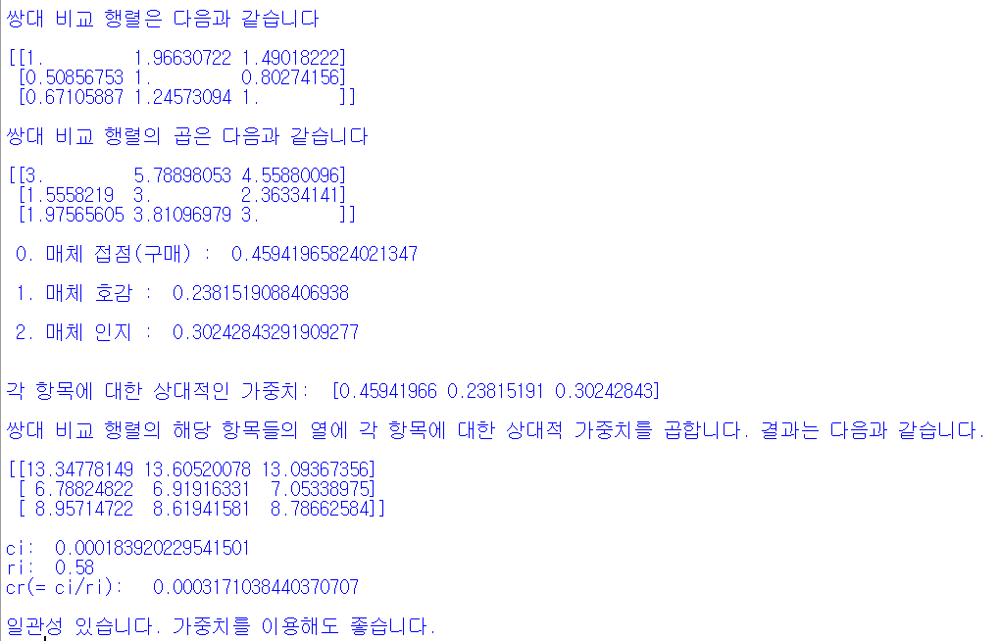 쌍대 비교 행렬은 다음과 같습니다
[[1.         1.96630722 1.49018222]
 [0.50856753 1.         0.80274156]
 [0.67105887 1.24573094 1.        ]]
쌍대 비교 행렬의 곱은 다음과 같습니다
[[3.         5.78898053 4.55880096]
 [1.5558219  3.         2.36334141]
 [1.97565605 3.81096979 3.        ]]
 0. 매체 접점(구매) :  0.45941965824021347
 1. 매체 호감 :  0.2381519088406938
 2. 매체 인지 :  0.30242843291909277
각 항목에 대한 상대적인 가중치:  [0.45941966 0.23815191 0.30242843]
쌍대 비교 행렬의 해당 항목들의 열에 각 항목에 대한 상대적 가중치를 곱합니다. 결과는 다음과 같습니다.
[[13.34778149 13.60520078 13.09367356]
 [ 6.78824822  6.91916331  7.05338975]
 [ 8.95714722  8.61941581  8.78662584]]
ci:  0.000183920229541501
ri:  0.58
cr(= ci/ri):   0.0003171038440370707
일관성 있습니다. 가중치를 이용해도 좋습니다.